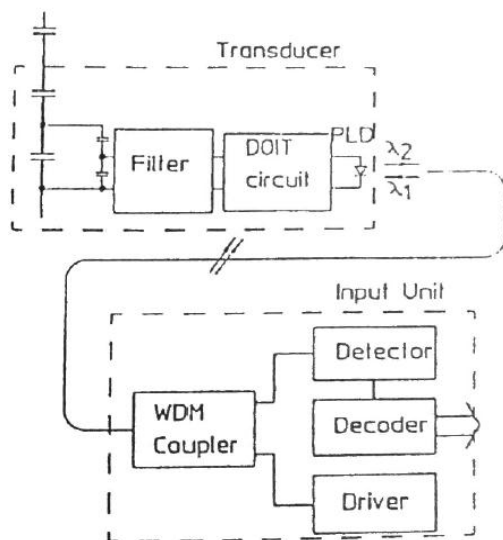 Transducer
Filter
DOIT
circuit
PLD
λ2
λ1
Input Unit
WDM
Coupler
Detector
Decoder
Driver